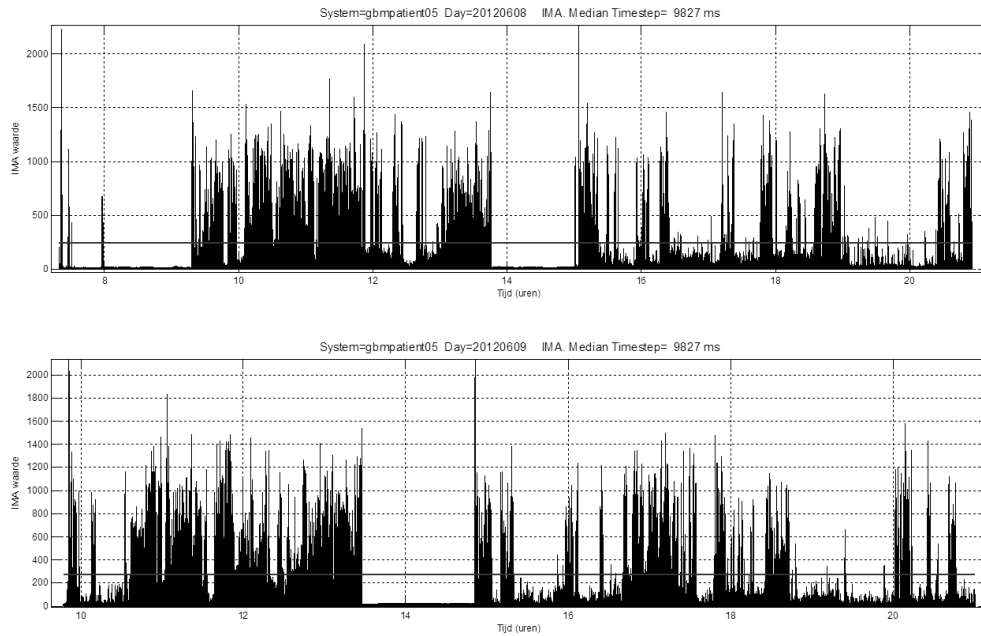 System=gbmpatient05 Day=20120608 IMA. Median Timestep= 9827 ms
IMA waarde
2000
1500
1000
500
0
8 10 12 14 16 18 20
Tijd (uren)
System=gbmpatient05 Day=20120609 IMA. Median Timestep= 9827 ms
IMA waarde
2000
1800
1600
1400
1200
1000
800
600
400
200
0
10 12 14 16 18 20
Tijd (uren)